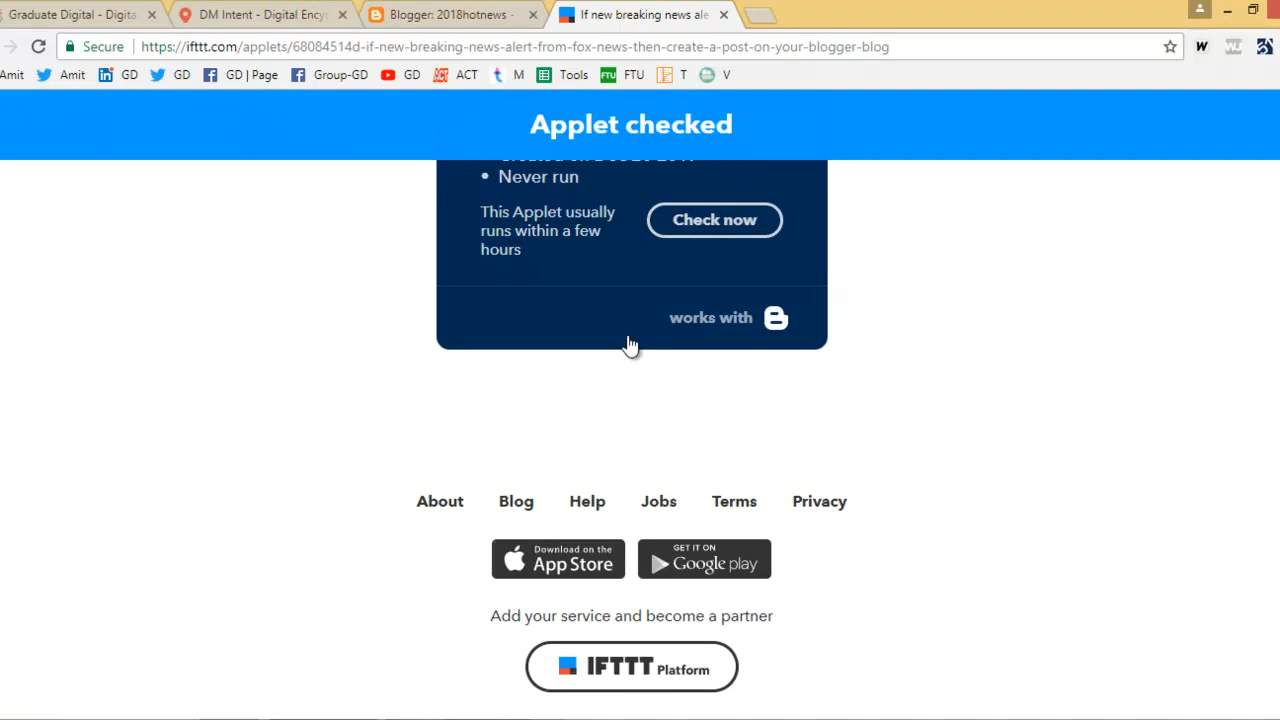 Graduate Digital - Digita
DM Intent - Digital Ency
Blogger: 2018hotnews -
If new breaking news ale
Secure
https://ifttt.com/applets/68084514d-if-new-breaking-news-alert-from-fox-news-then-create-a-post-on-your-blogger-blog
Amit Amit GD GD GD | Page Group-GD GD ACT M Tools FTU FTU T V
Applet checked
• Never run
This Applet usually
runs within a few
hours
Check now
works with
About Blog Help Jobs Terms Privacy
Download on the
App Store
GET IT ON
Google play
Add your service and become a partner
IFTTT Platform